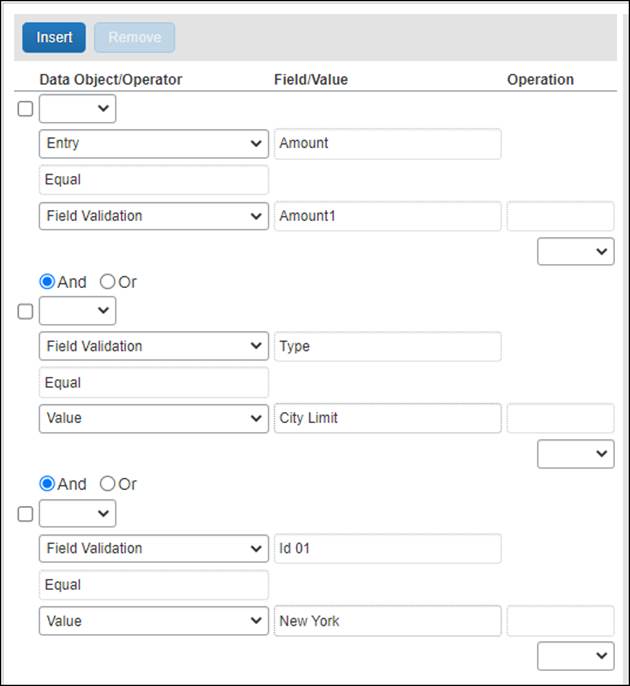 Insert Remove
Data Object/Operator Field/Value Operation
Entry Amount
Equal
Field Validation Amount1
And Or
Field Validation Type
Equal
Value City Limit
And Or
Field Validation Id 01
Equal
Value New York